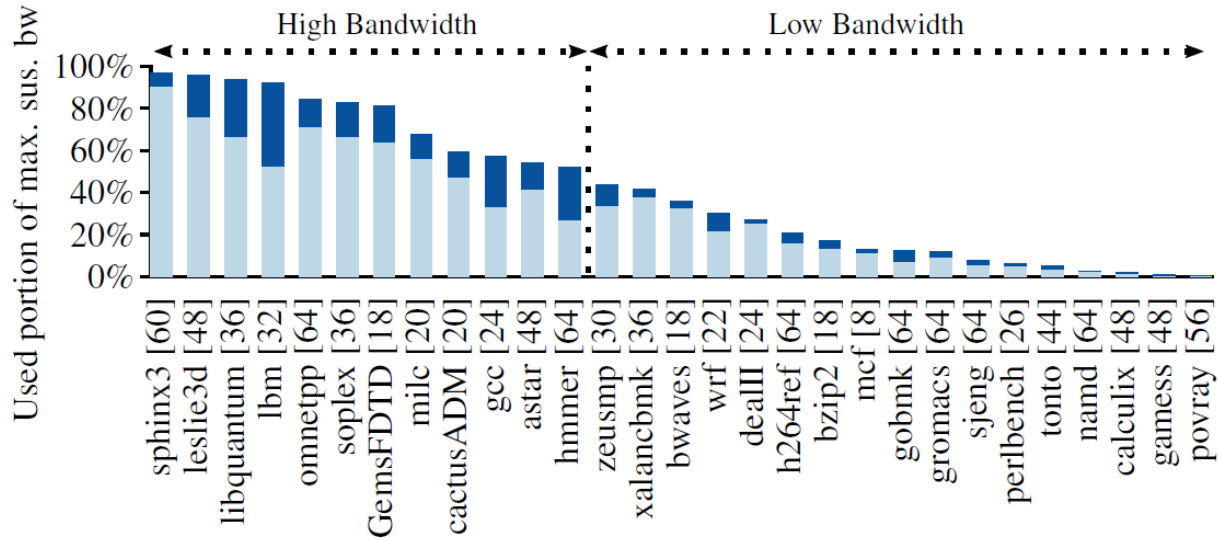 High Bandwidth
Low Bandwidth
Used portion of max. sus. bw
100%
80%
60%
40%
20%
0%
sphinx3 [60]
leslie3d [48]
libquantum [36]
lbm [32]
omnetpp [64]
soplex [36]
GemsFDTD [18]
milc [20]
cactusADM [20]
gcc [24]
astar [48]
hmmer [64]
zeusmp [30]
xalancbmk [36]
bwaves [18]
wrf [22]
dealII [24]
h264ref [64]
bzip2 [18]
mcf [8]
gobmk [64]
gromacs [64]
sjeng [64]
perlbench [26]
tonto [44]
namd [64]
calculix [48]
gamess [48]
povray [56]